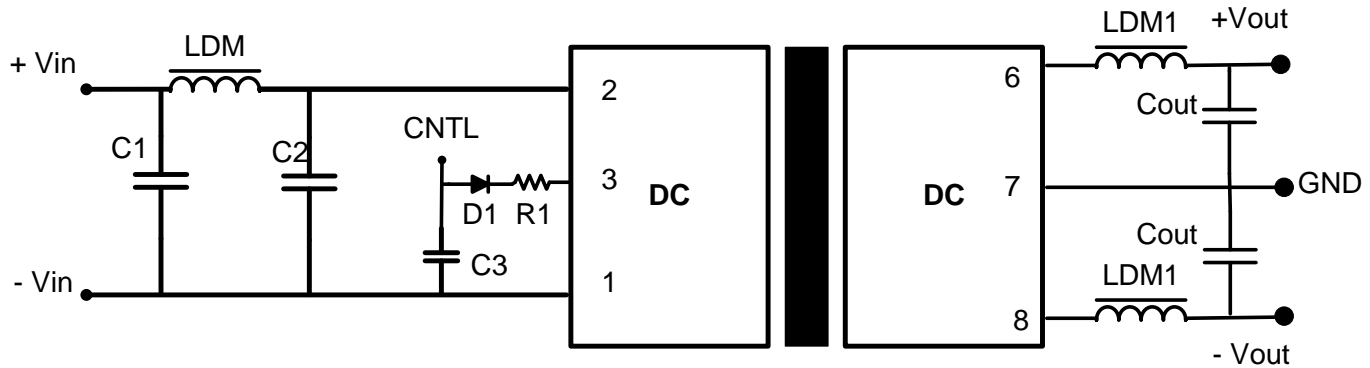 LDM
+ Vin
C1
C2
CNTL
D1
R1
C3
- Vin
2
3
1
DC
DC
6
7
8
LDM1
+Vout
Cout
GND
Cout
LDM1
- Vout